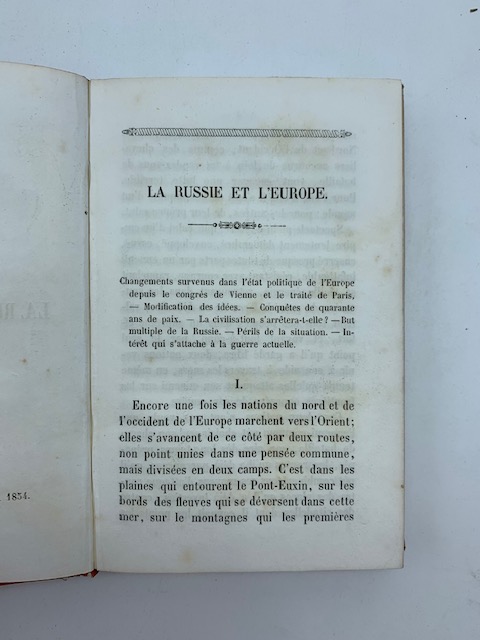 LA RUSSIE ET L'EUROPE.
Changements survenus dans l'état politique de l'Europe
depuis le congrés de Vienne et le traité de Paris.
— Modification des idées. — Conquêtes de quarante
ans de paix. — La civilisation s'arrêtera-t-elle? — But
multiple de la Russie. — Périls de la situation. — In-
térêt qui s'attache à la guerre actuelle.
I.
Encore une fois les nations du nord et de
l'occident de l'Europe marchent vers l'Orient;
elles s'avancent de ce côté par deux routes,
non point unies dans une pensée commune,
mais divisées en deux camps. C'est dans les
plaines qui entourent le Pont-Euxin, sur les
bords des fleuves qui se déversent dans cette
mer, sur le montagnes qui les premières
1854.